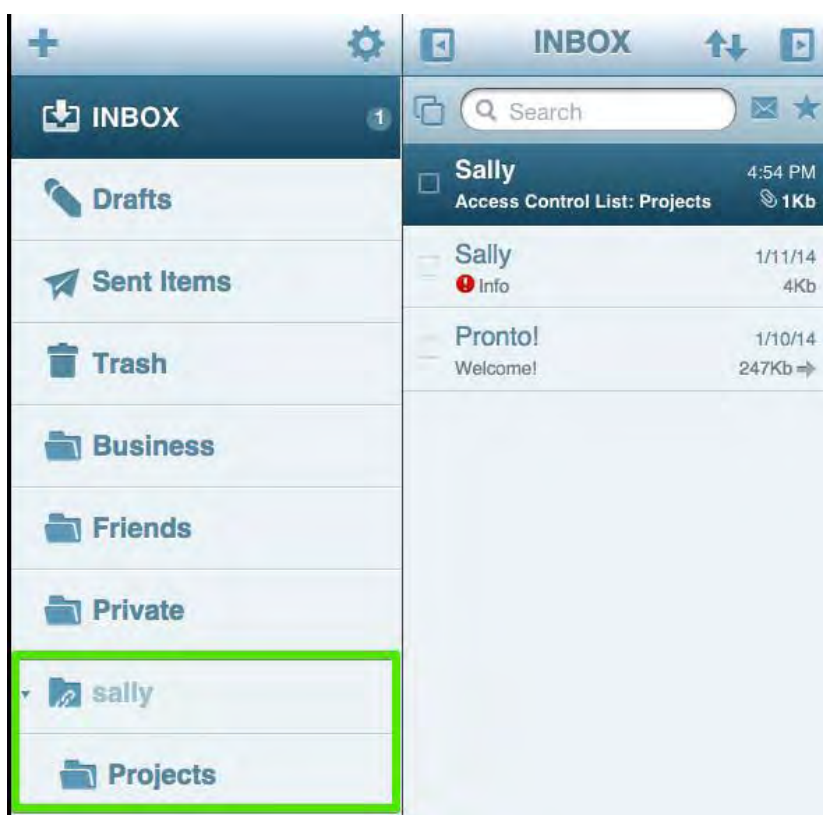 INBOX
1
Drafts
Sent Items
Trash
Business
Friends
Private
sally
Projects
INBOX
Search
Sally 4:54 PM
Access Control List: Projects 1Kb
Sally 1/11/14
Info 4Kb
Pronto! 1/10/14
Welcome! 247Kb